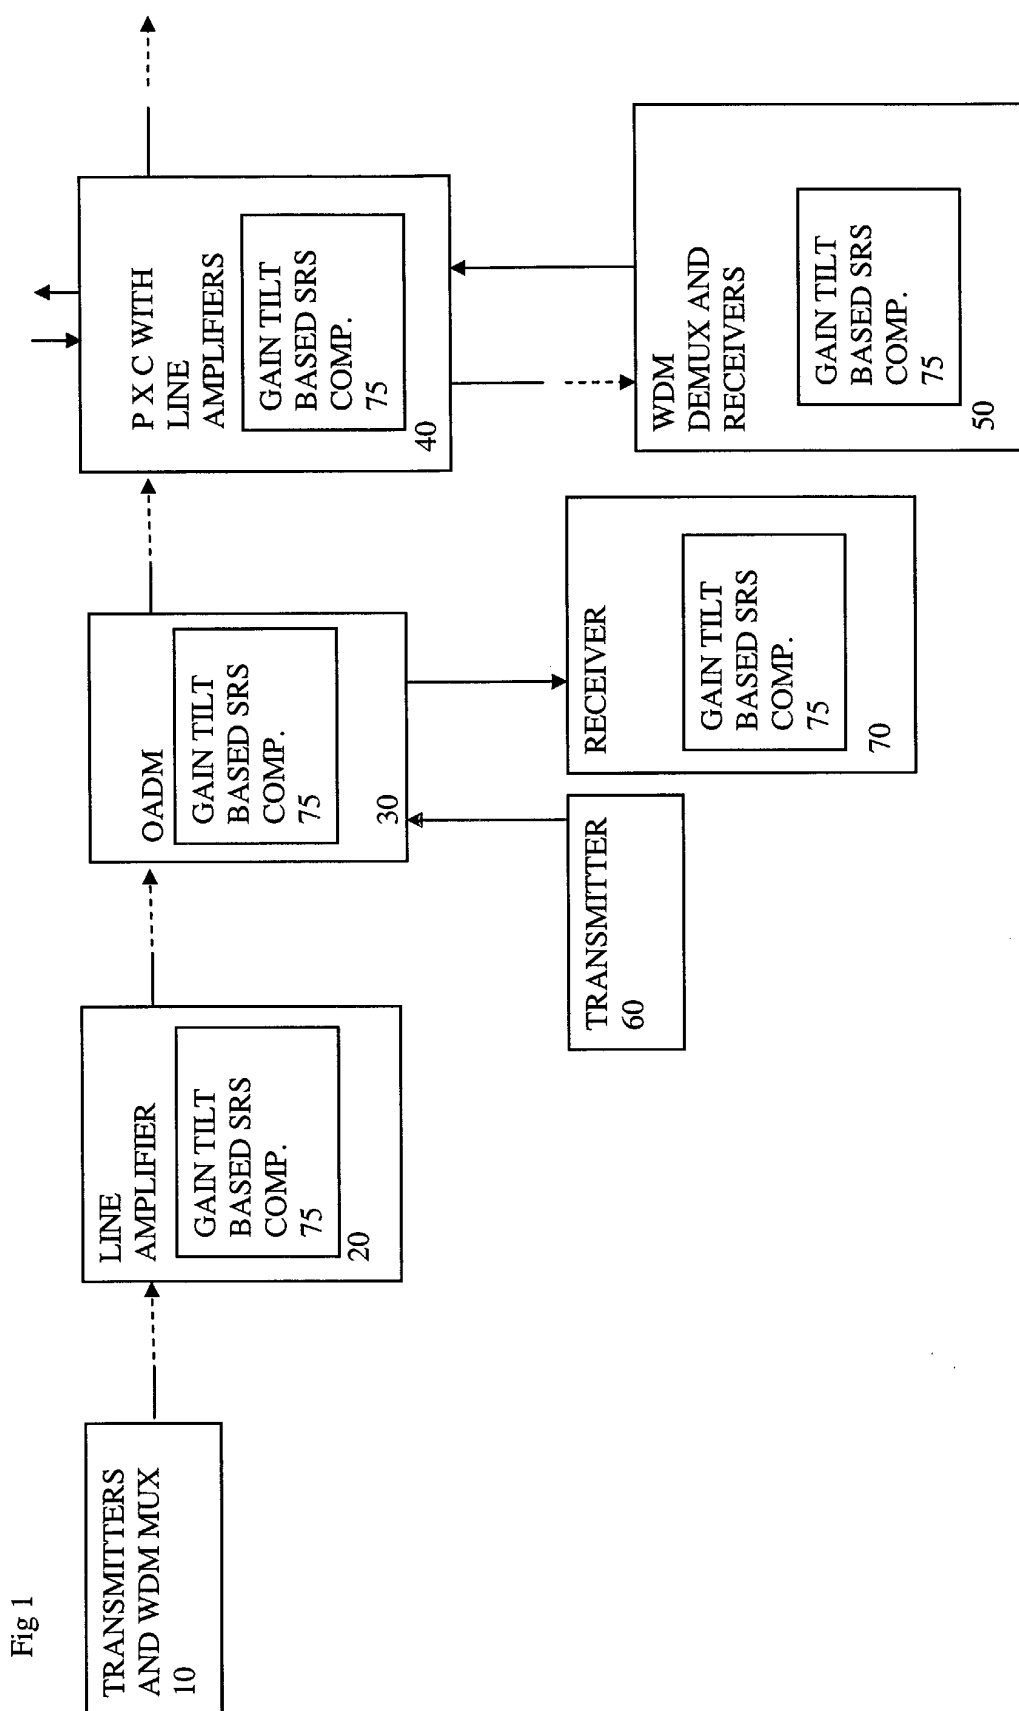 Fig 1
TRANSMITTERS
AND WDM MUX
10
LINE
AMPLIFIER
GAIN TILT
BASED SRS
COMP.
75
20
OADM
GAIN TILT
BASED SRS
COMP.
75
30
P X C WITH
LINE
AMPLIFIERS
GAIN TILT
BASED SRS
COMP.
75
40
TRANSMITTER
60
RECEIVER
GAIN TILT
BASED SRS
COMP.
75
70
WDM
DEMUX AND
RECEIVERS
GAIN TILT
BASED SRS
COMP.
75
50